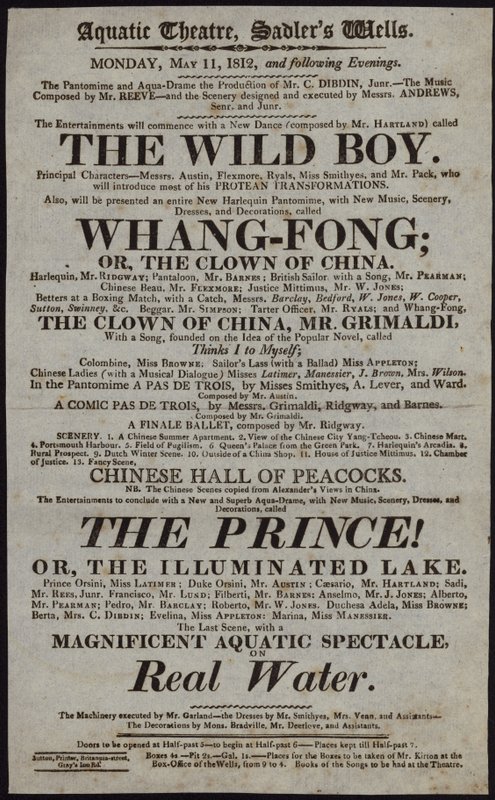 Aquatic Theatre, Sadler's Wells.
MONDAY, MAY 11, 1812, and following Evenings.
The Pantomime and Aqua-Drame the Production of Mr. C. DIBDIN, Junr.—The Music
Composed by Mr. REEVE—and the Scenery designed and executed by Messrs. ANDREWS,
Senr. and Junr.
The Entertainments will commence with a New Dance (composed by Mr. HARTLAND) called
THE WILD BOY.
Principal Characters—Messrs. Austin, Flexmore, Ryals, Miss Smithyes, and Mr. Pack, who
will introduce most of his PROTEAN TRANSFORMATIONS.
Also, will be presented an entire New Harlequin Pantomime, with New Music, Scenery,
Dresses, and Decorations, called
WHANG-FONG;
OR, THE CLOWN OF CHINA.
Harlequin, Mr. RIDGWAY; Pantaloon, Mr. BARNES; British Sailor with a Song, Mr. PEARMAN;
Chinese Beau, Mr. FLEXMORE; Justice Mittimus, Mr. W. JONES;
Betters at a Boxing Match, with a Catch, Messrs. Barclay, Bedford, W. Jones, W. Cooper,
Sutton, Swinney, &c. Beggar. Mr. SIMPSON; Tarter Officer, Mr. RYALS; and Whang-Fong,
THE CLOWN OF CHINA, MR. GRIMALDI,
With a Song, founded on the Idea of the Popular Novel, called
Thinks I to Myself;
Colombine, Miss BROWNE; Sailor's Lass (with a Ballad) Miss APPLETON;
Chinese Ladies (with a Musical Dialogue) Misses Latimer, Manessier, J. Brown, Mrs. Wilson.
In the Pantomime A PAS DE TROIS, by Misses Smithyes, A. Lever, and Ward.
Composed by Mr. Austin.
A COMIC PAS DE TROIS, by Messrs. Grimaldi, Ridgway, and Barnes.
Composed by Mr. Grimaldi.
A FINALE BALLET, composed by Mr. Ridgway.
SCENERY. 1. A Chinese Summer Apartment. 2. View of the Chinese City Yang-Tcheou. 3. Chinese Mart.
4. Portsmouth Harbour. 5. Field of Pugilism. 6. Queen's Palace from the Green Park. 7. Harlequin's Arcadia. 8.
Rural Prospect. 9. Dutch Winter Scene. 10. Outside of a China Shop. 11. House of Justice Mittimus. 12. Chamber
of Justice. 13. Fancy Scene,
CHINESE HALL OF PEACOCKS.
NB. The Chinese Scenes copied from Alexander's Views in China.
The Entertainments to conclude with a New and Superb Aqua-Drame, with New Music, Scenery, Dresses, and
Decorations, called
THE PRINCE!
OR, THE ILLUMINATED LAKE.
Prince Orsini, Miss LATIMER; Duke Orsini, Mr. AUSTIN; Cæsario, Mr. HARTLAND; Sadi,
Mr. REES, Junr. Francisco, Mr. LUND; Filberti, Mr. BARNES; Anselmo, Mr. J. JONES; Alberto,
Mr. PEARMAN; Pedro, Mr. BARCLAY; Roberto, Mr. W. JONES. Duchesa Adela, Miss BROWNE;
Berta, Mrs. C. DIBDIN; Evelina, Miss APPLETON; Marina, Miss MANESSIER.
The Last Scene, with a
MAGNIFICENT AQUATIC SPECTACLE,
ON
Real Water.
The Machinery executed by Mr. Garland—the Dresses by Mr. Smithyes, Mrs. Venn, and Assistants—
The Decorations by Mons. Bradville, Mr. Deerlove, and Assistants.
Doors to be opened at Half-past 5—to begin at Half-past 6—Places kept till Half-past 7.
Boxes 4s.—Pit 2s.—Gal. 1s.—Places for the Boxes to be taken of Mr. Kirton at the
Box-Office of the Wells, from 9 to 4. Books of the Songs to be had at the Theatre.
Sutton, Printer, Britannia-street,
Gray's Inn Rd.